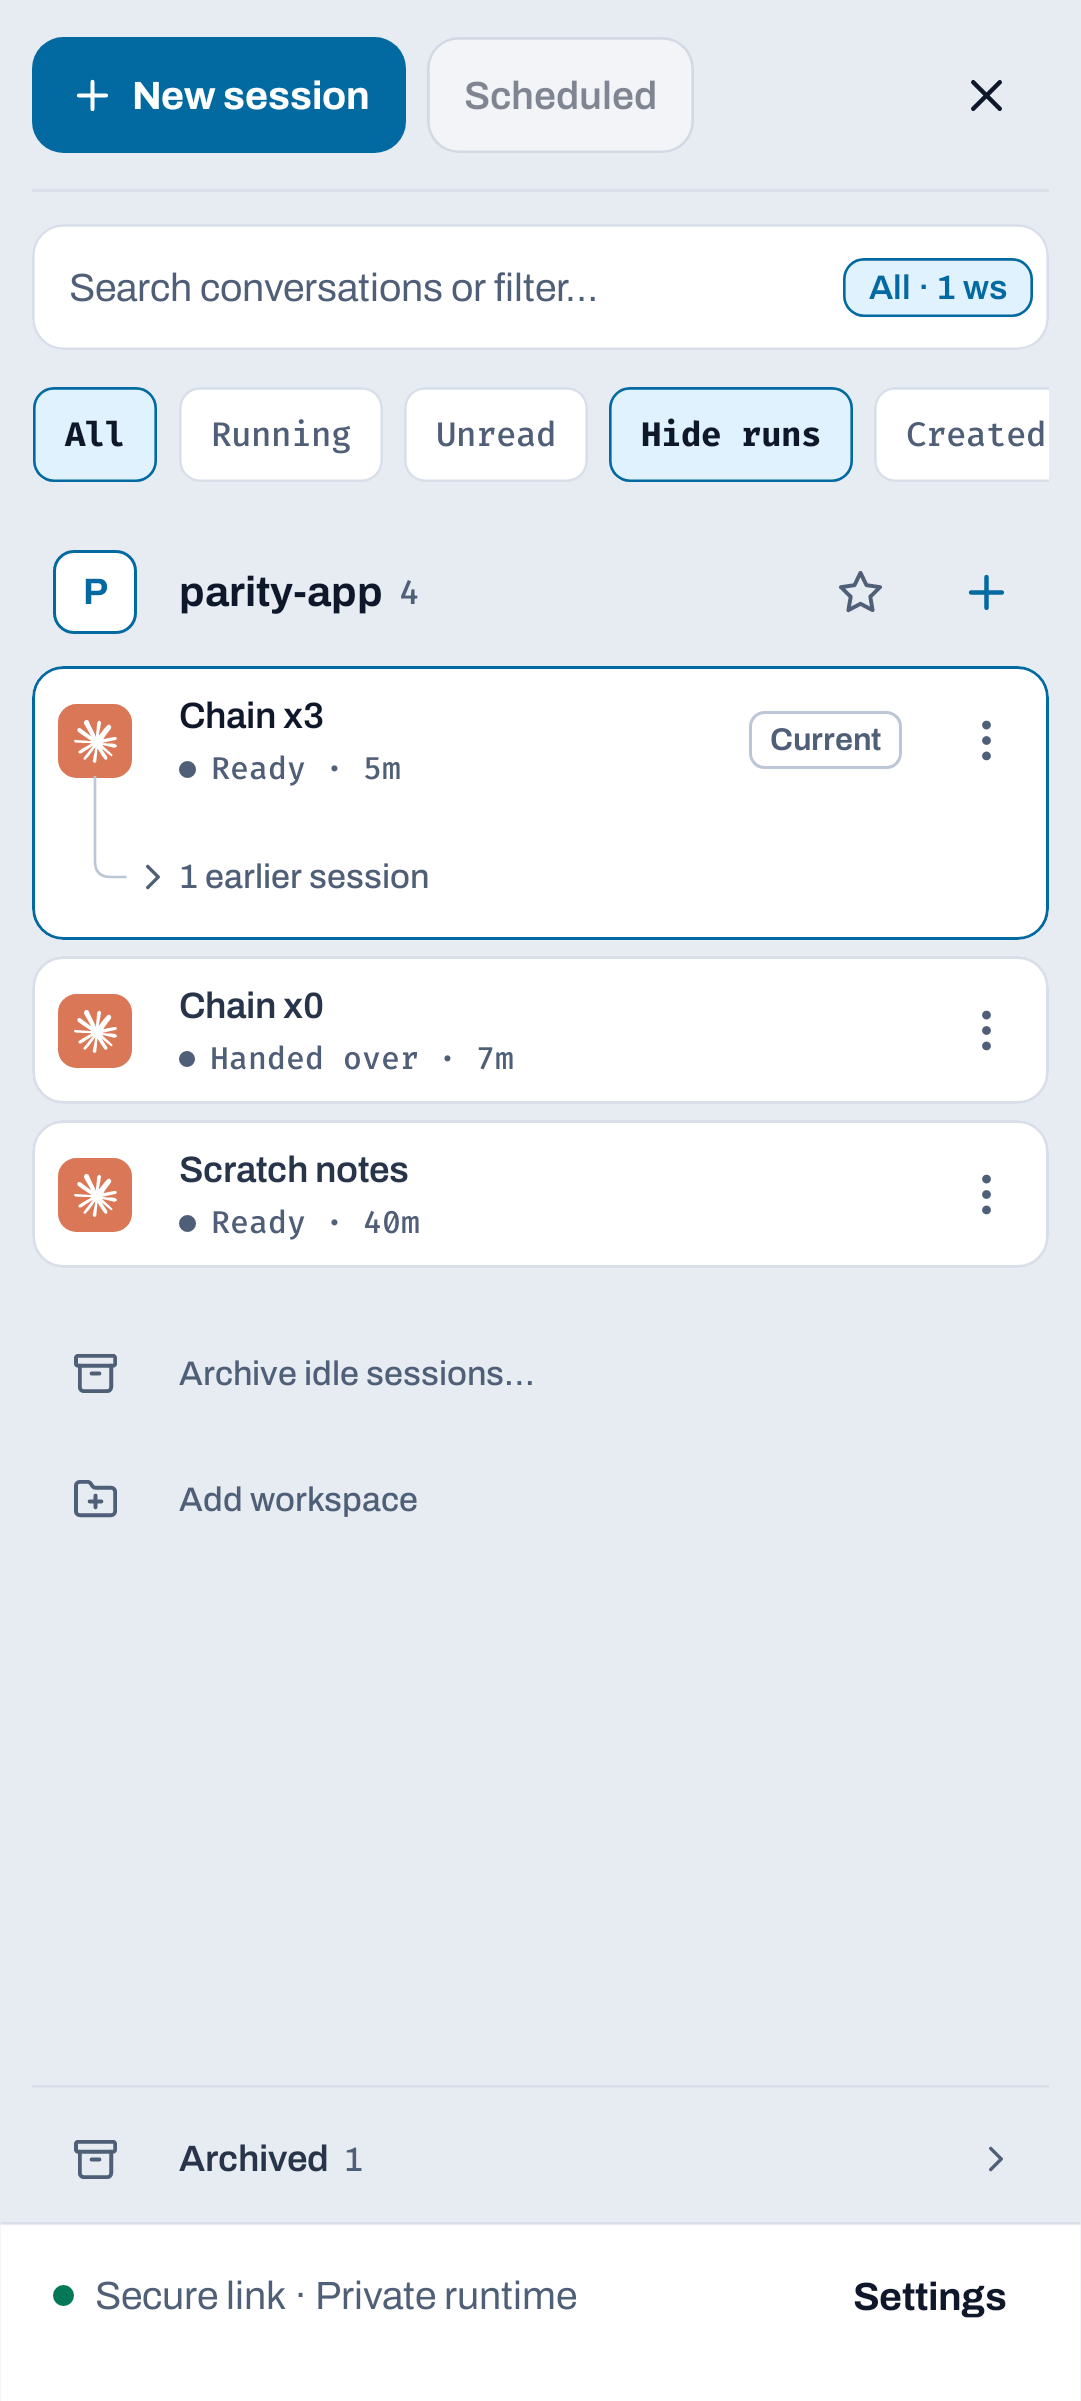 New session
Scheduled
Search conversations or filter...
All · 1 ws
All
Running
Unread
Hide runs
Created
P
parity-app 4
Chain x3
Ready · 5m
Current
1 earlier session
Chain x0
Handed over · 7m
Scratch notes
Ready · 40m
Archive idle sessions...
Add workspace
Archived 1
Secure link · Private runtime
Settings